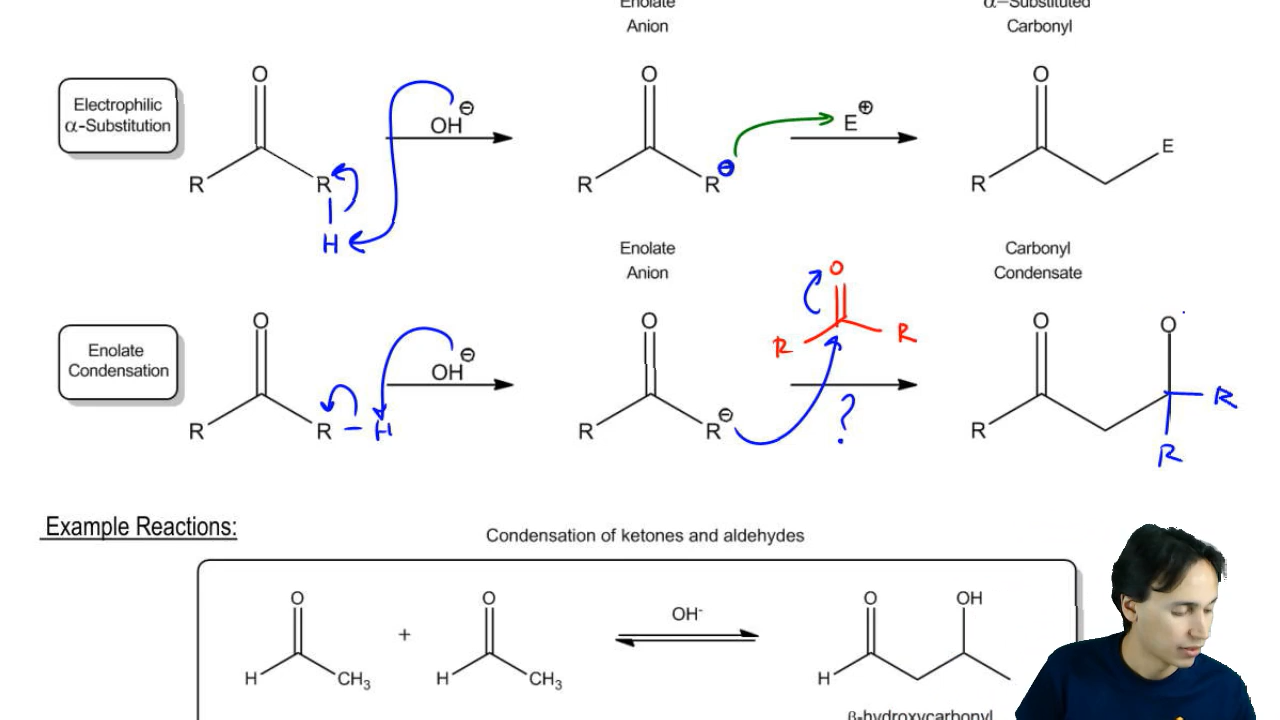 Enolate
Anion
α–Substituted
Carbonyl
Electrophilic
α-Substitution
O
R
R
H
OH
⊖
O
R
R
⊖
E
⊕
O
R
E
Enolate
Anion
Carbonyl
Condensate
Enolate
Condensation
O
R
R
H
OH
⊖
O
R
R
⊖
O
R
R
?
O
O
R
R
R
Example Reactions:
Condensation of ketones and aldehydes
O
H
CH3
+
O
H
CH3
OH-
O
OH
H
β-hydroxycarbonyl